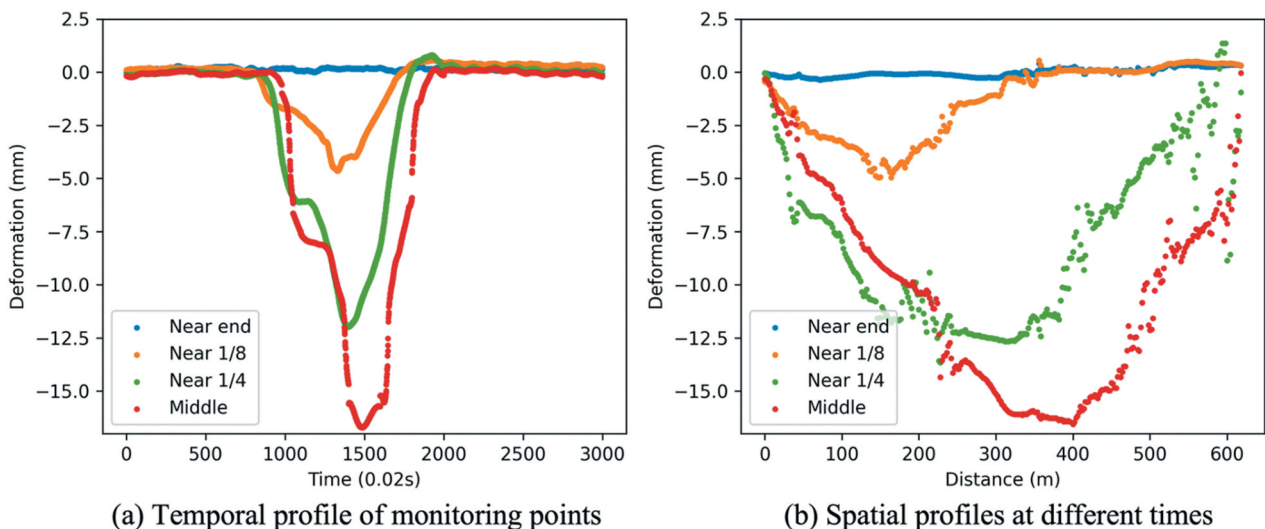 2.5
0.0
−2.5
−5.0
−7.5
−10.0
−12.5
−15.0
Deformation (mm)
Near end
Near 1/8
Near 1/4
Middle
0
500
1000
1500
2000
2500
3000
Time (0.02s)
(a) Temporal profile of monitoring points
2.5
0.0
−2.5
−5.0
−7.5
−10.0
−12.5
−15.0
Deformation (mm)
Near end
Near 1/8
Near 1/4
Middle
0
100
200
300
400
500
600
Distance (m)
(b) Spatial profiles at different times